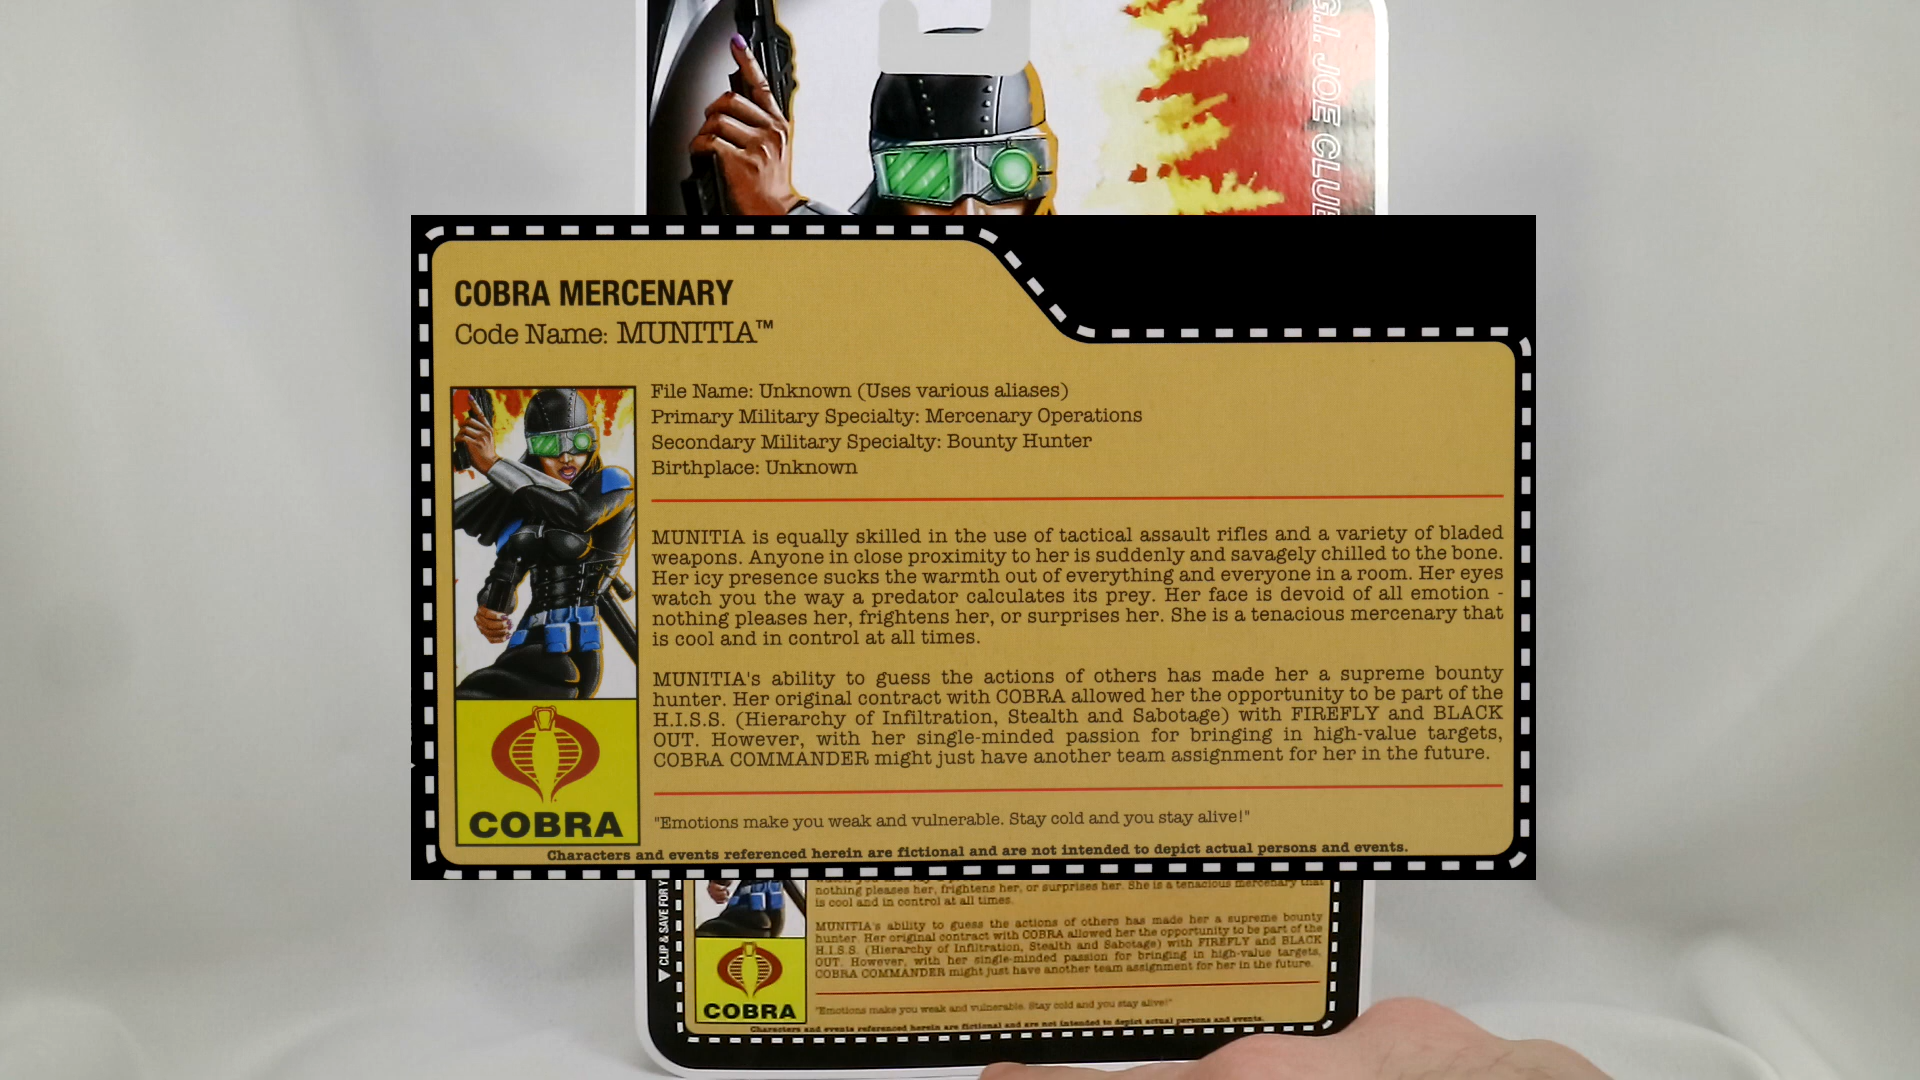 G.I. JOE CLUB
COBRA MERCENARY
Code Name: MUNITIA™
File Name: Unknown (Uses various aliases)
Primary Military Specialty: Mercenary Operations
Secondary Military Specialty: Bounty Hunter
Birthplace: Unknown
MUNITIA is equally skilled in the use of tactical assault rifles and a variety of bladed
weapons. Anyone in close proximity to her is suddenly and savagely chilled to the bone.
Her icy presence sucks the warmth out of everything and everyone in a room. Her eyes
watch you the way a predator calculates its prey. Her face is devoid of all emotion -
nothing pleases her, frightens her, or surprises her. She is a tenacious mercenary that
is cool and in control at all times.
MUNITIA's ability to guess the actions of others has made her a supreme bounty
hunter. Her original contract with COBRA allowed her the opportunity to be part of the
H.I.S.S. (Hierarchy of Infiltration, Stealth and Sabotage) with FIREFLY and BLACK
OUT. However, with her single-minded passion for bringing in high-value targets,
COBRA COMMANDER might just have another team assignment for her in the future.
COBRA
"Emotions make you weak and vulnerable. Stay cold and you stay alive!"
Characters and events referenced herein are fictional and are not intended to depict actual persons and events.
CLIP & SAVE FOR Y
nothing pleases her, frightens her, or surprises her. She is a tenacious mercenary that
is cool and in control at all times.
MUNITIA's ability to guess the actions of others has made her a supreme bounty
hunter. Her original contract with COBRA allowed her the opportunity to be part of the
H.I.S.S. (Hierarchy of Infiltration, Stealth and Sabotage) with FIREFLY and BLACK
OUT. However, with her single-minded passion for bringing in high-value targets,
COBRA COMMANDER might just have another team assignment for her in the future.
COBRA
"Emotions make you weak and vulnerable. Stay cold and you stay alive!"
Characters and events referenced herein are fictional and are not intended to depict actual persons and events.